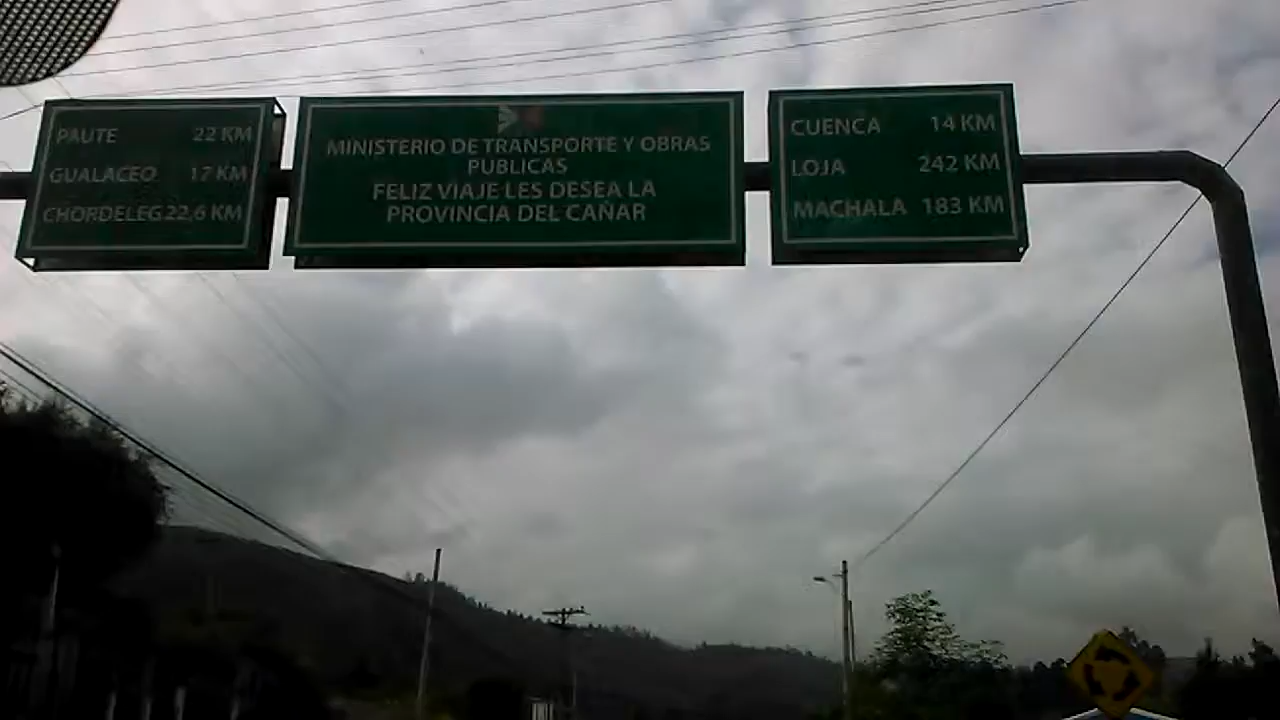 PAUTE 22 KM
GUALACEO 17 KM
CHORDELEG 22,6 KM
MINISTERIO DE TRANSPORTE Y OBRAS
PUBLICAS
FELIZ VIAJE LES DESEA LA
PROVINCIA DEL CAÑAR
CUENCA 14 KM
LOJA 242 KM
MACHALA 183 KM